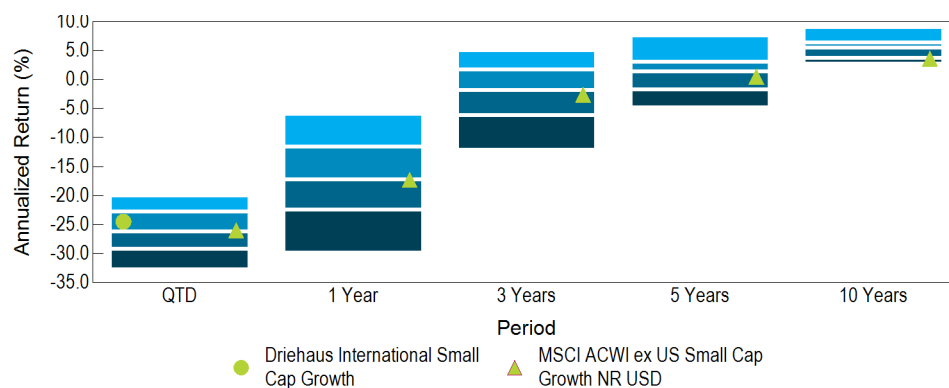 10.0
5.0
0.0
-5.0
-10.0
-15.0
-20.0
-25.0
-30.0
-35.0
Annualized Return (%)
QTD 1 Year 3 Years 5 Years 10 Years
Period
Driehaus International Small
Cap Growth
MSCI ACWI ex US Small Cap
Growth NR USD